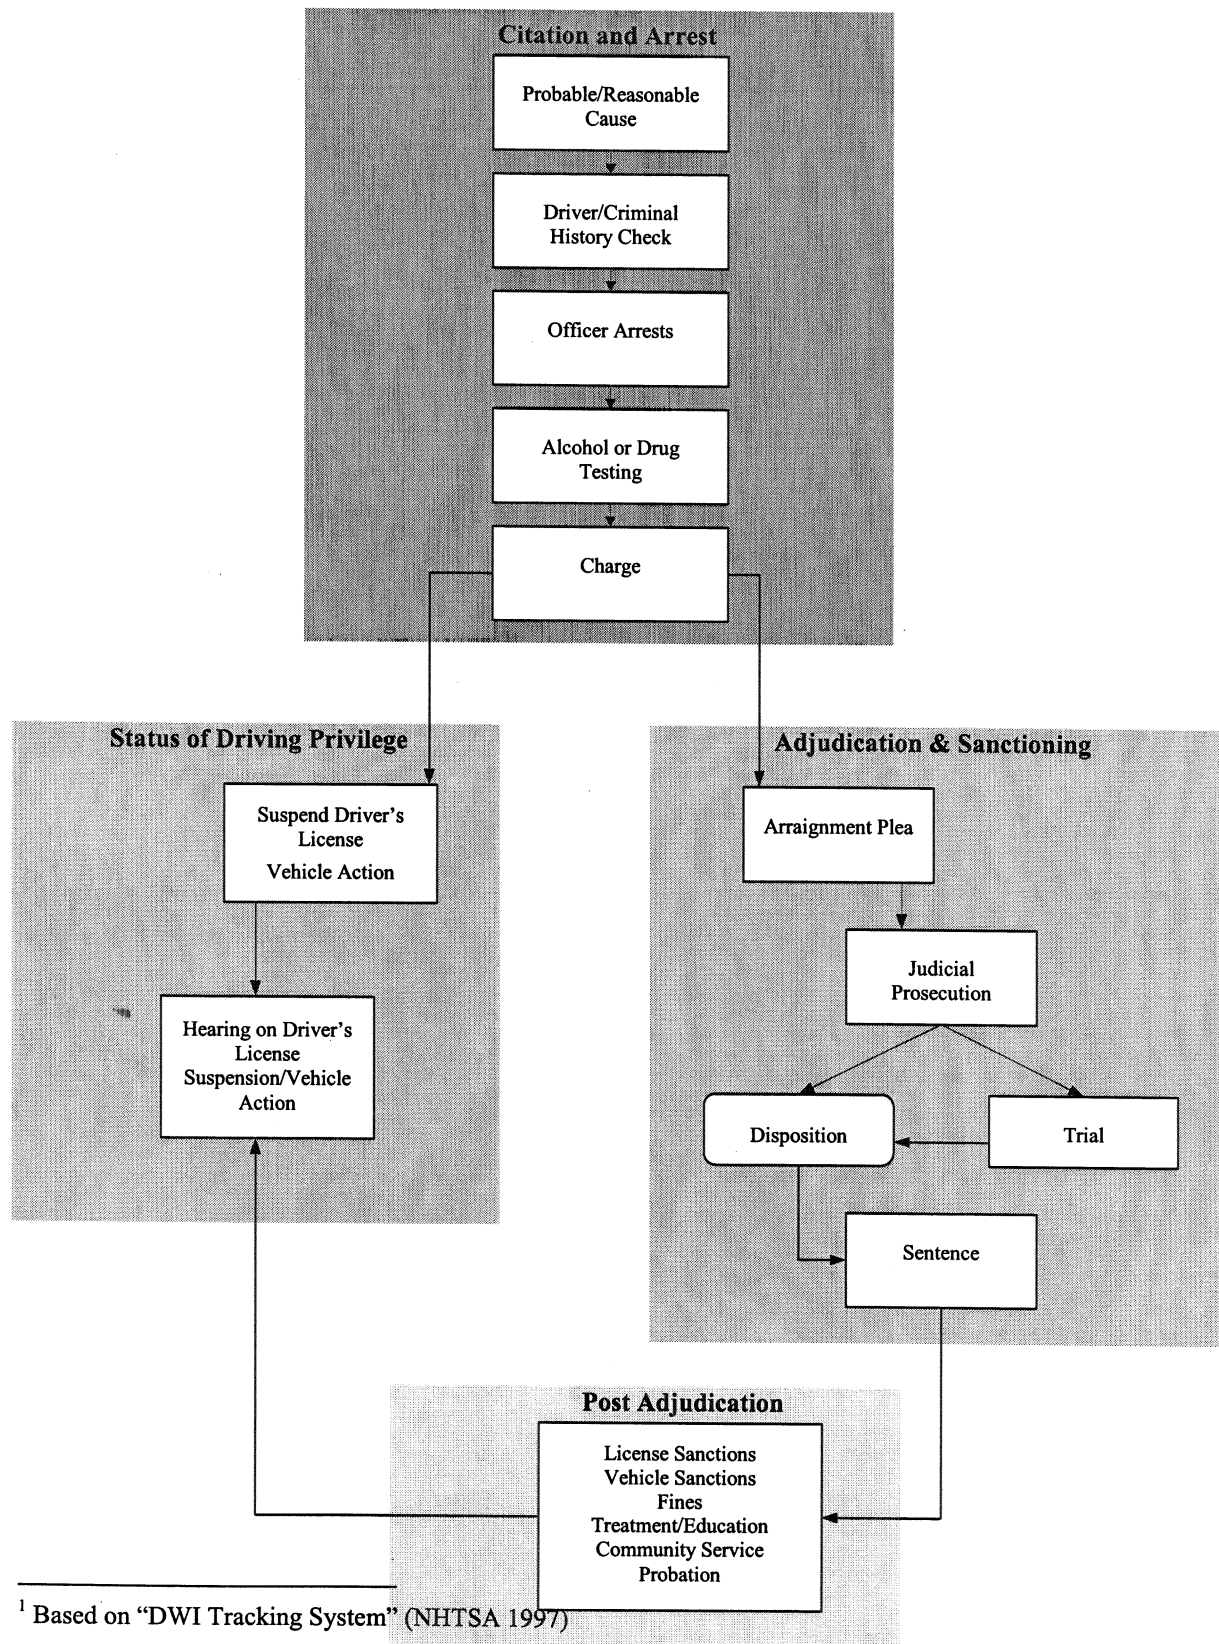 Citation and Arrest
Probable/Reasonable
Cause
Driver/Criminal
History Check
Officer Arrests
Alcohol or Drug
Testing
Charge
Status of Driving Privilege
Suspend Driver's
License
Vehicle Action
Hearing on Driver's
License
Suspension/Vehicle
Action
Adjudication & Sanctioning
Arraignment Plea
Judicial
Prosecution
Disposition
Trial
Sentence
Post Adjudication
License Sanctions
Vehicle Sanctions
Fines
Treatment/Education
Community Service
Probation
1 Based on "DWI Tracking System" (NHTSA 1997)